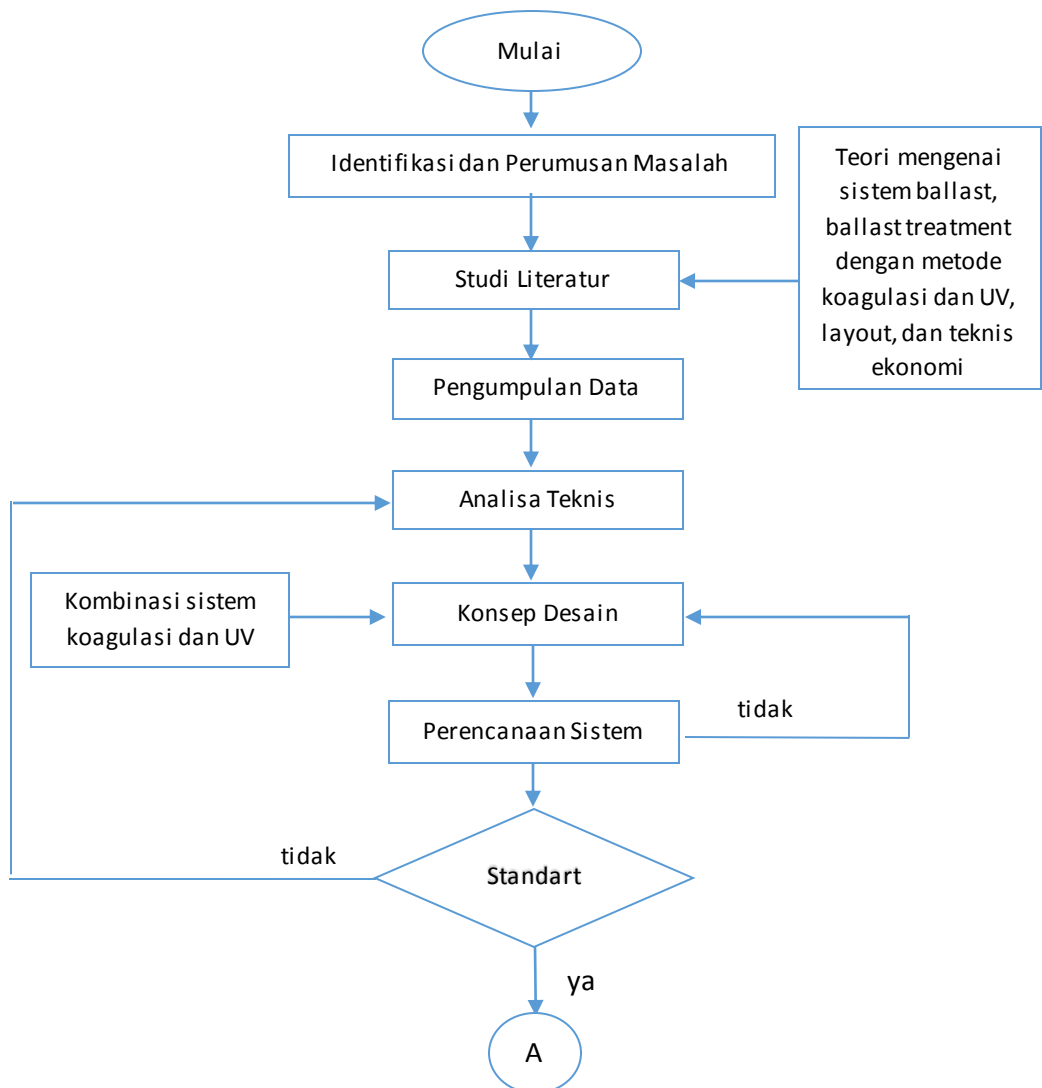 Mulai
Identifikasi dan Perumusan Masalah
Teori mengenai
sistem ballast,
ballast treatment
dengan metode
koagulasi dan UV,
layout, dan teknis
ekonomi
Studi Literatur
Pengumpulan Data
Analisa Teknis
Kombinasi sistem
koagulasi dan UV
Konsep Desain
Perencanaan Sistem
tidak
tidak
Standart
ya
A